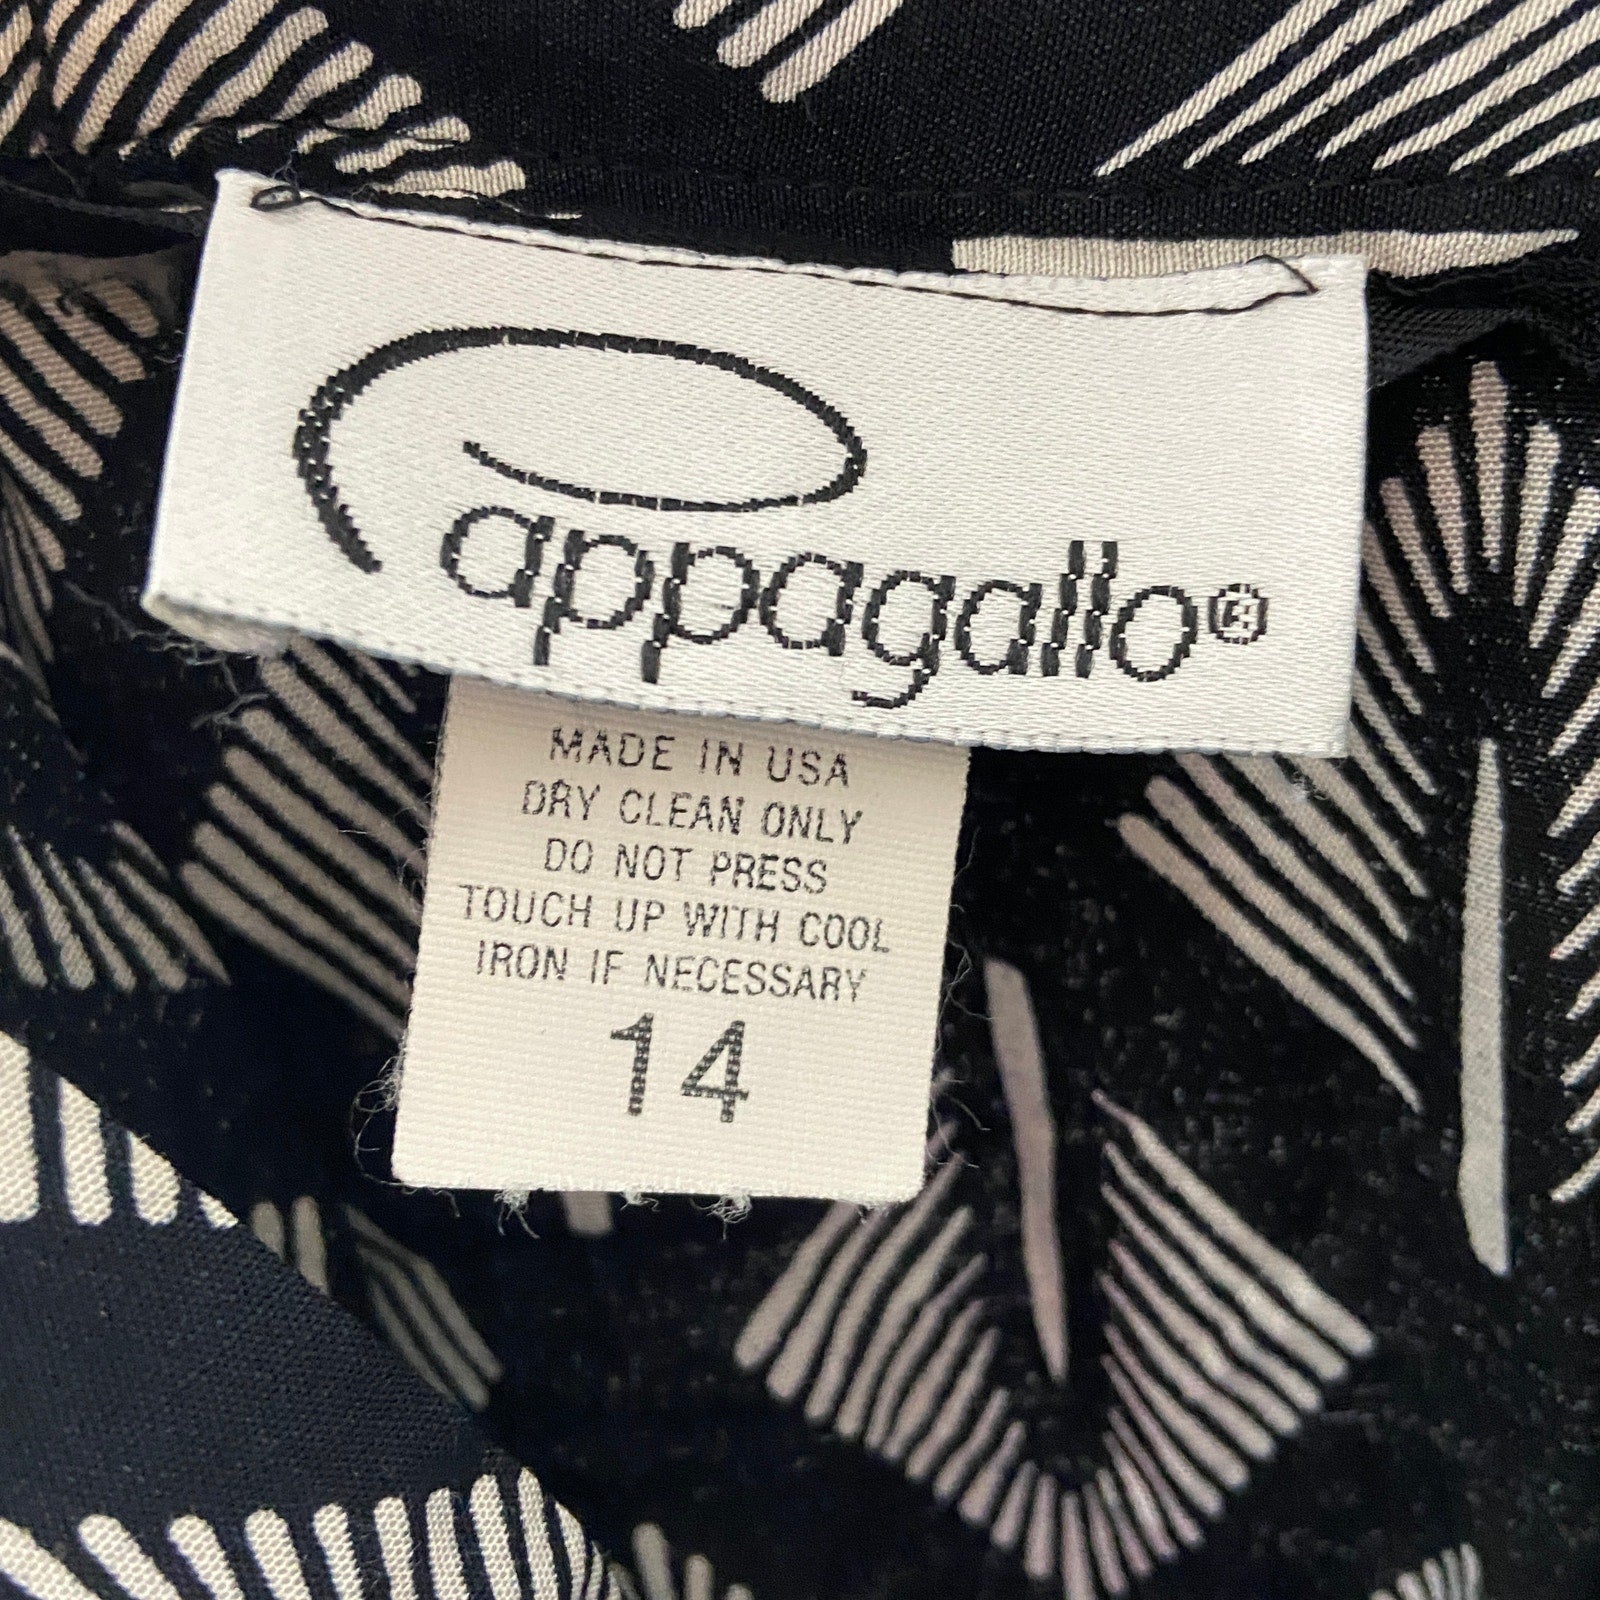 Pappagallo®
MADE IN USA
DRY CLEAN ONLY
DO NOT PRESS
TOUCH UP WITH COOL
IRON IF NECESSARY
14